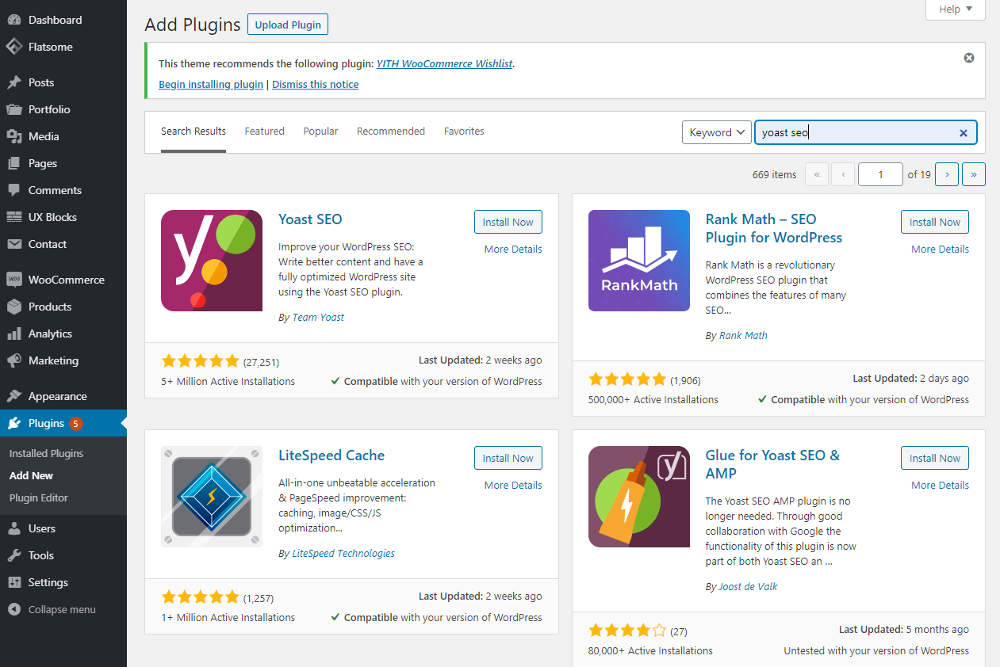 Dashboard
Flatsome
Posts
Portfolio
Media
Pages
Comments
UX Blocks
Contact
WOO WooCommerce
Products
Analytics
Marketing
Appearance
Plugins 5
Installed Plugins
Add New
Plugin Editor
Users
Tools
Settings
Collapse menu
Help
Add Plugins Upload Plugin
This theme recommends the following plugin: YITH WooCommerce Wishlist.
Begin installing plugin | Dismiss this notice
Search Results Featured Popular Recommended Favorites Keyword yoast seo
669 items « ‹ 1 of 19 › »
y
Yoast SEO
Install Now
More Details
Improve your WordPress SEO:
Write better content and have a
fully optimized WordPress site
using the Yoast SEO plugin.
By Team Yoast
(27,251)
Last Updated: 2 weeks ago
5+ Million Active Installations
Compatible with your version of WordPress
RankMath
Rank Math – SEO
Plugin for WordPress
Install Now
More Details
Rank Math is a revolutionary
WordPress SEO plugin that
combines the features of many
SEO...
By Rank Math
(1,906)
Last Updated: 2 days ago
500,000+ Active Installations
Compatible with your version of WordPress
LiteSpeed Cache
Install Now
More Details
All-in-one unbeatable acceleration
& PageSpeed improvement:
caching, image/CSS/JS
optimization...
By LiteSpeed Technologies
(1,257)
Last Updated: 2 weeks ago
1+ Million Active Installations
Compatible with your version of WordPress
y
Glue for Yoast SEO &
AMP
Install Now
More Details
The Yoast SEO AMP plugin is no
longer needed. Through good
collaboration with Google the
functionality of this plugin is now
part of both Yoast SEO an ...
By Joost de Valk
(27)
Last Updated: 5 months ago
80,000+ Active Installations
Untested with your version of WordPress